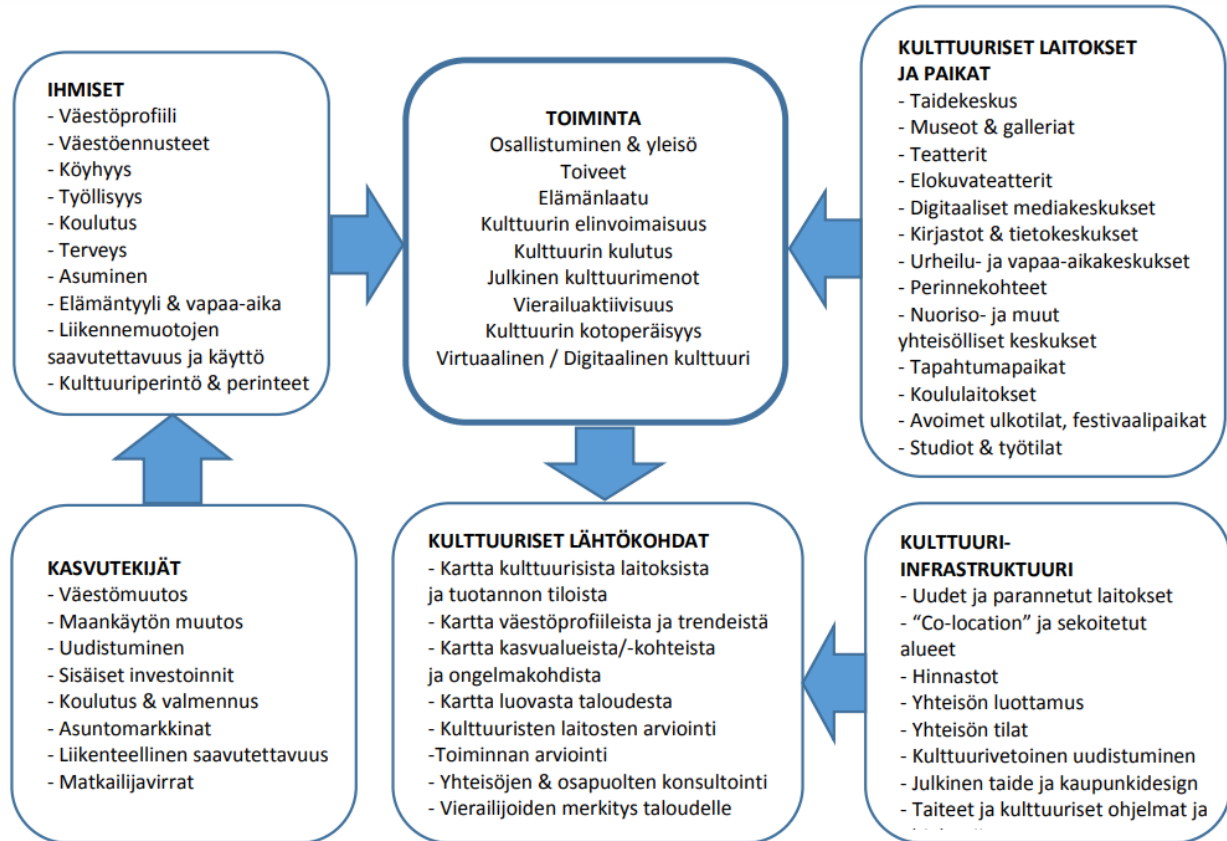 IHMISET
- Väestöprofiili
- Väestöennusteet
- Köyhyys
- Työllisyys
- Koulutus
- Terveys
- Asuminen
- Elämäntyyli & vapaa-aika
- Liikennemuotojen
saavutettavuus ja käyttö
- Kulttuuriperintö & perinteet
TOIMINTA
Osallistuminen & yleisö
Toiveet
Elämänlaatu
Kulttuurin elinvoimaisuus
Kulttuurin kulutus
Julkinen kulttuurimenot
Vierailuaktiivisuus
Kulttuurin kotoperäisyys
Virtuaalinen / Digitaalinen kulttuuri
KULTTUURISET LAITOKSET
JA PAIKAT
- Taidekeskus
- Museot & galleriat
- Teatterit
- Elokuvateatterit
- Digitaaliset mediakeskukset
- Kirjastot & tietokeskukset
- Urheilu- ja vapaa-aikakeskukset
- Perinnekohteet
- Nuoriso- ja muut
yhteisölliset keskukset
- Tapahtumapaikat
- Koululaitokset
- Avoimet ulkotilat, festivaalipaikat
- Studiot & työtilat
KASVUTEKIJÄT
- Väestömuutos
- Maankäytön muutos
- Uudistuminen
- Sisäiset investoinnit
- Koulutus & valmennus
- Asuntomarkkinat
- Liikenteellinen saavutettavuus
- Matkailijavirrat
KULTTUURISET LÄHTÖKOHDAT
- Kartta kulttuurisista laitoksista
ja tuotannon tiloista
- Kartta väestöprofiileista ja trendeistä
- Kartta kasvualueista/-kohteista
ja ongelmakohdista
- Kartta luovasta taloudesta
- Kulttuuristen laitosten arviointi
-Toiminnan arviointi
- Yhteisöjen & osapuolten konsultointi
- Vierailijoiden merkitys taloudelle
KULTTUURI-
INFRASTRUKTUURI
- Uudet ja parannetut laitokset
- “Co-location” ja sekoitetut
alueet
- Hinnastot
- Yhteisön luottamus
- Yhteisön tilat
- Kulttuurivetoinen uudistuminen
- Julkinen taide ja kaupunkidesign
- Taiteet ja kulttuuriset ohjelmat ja